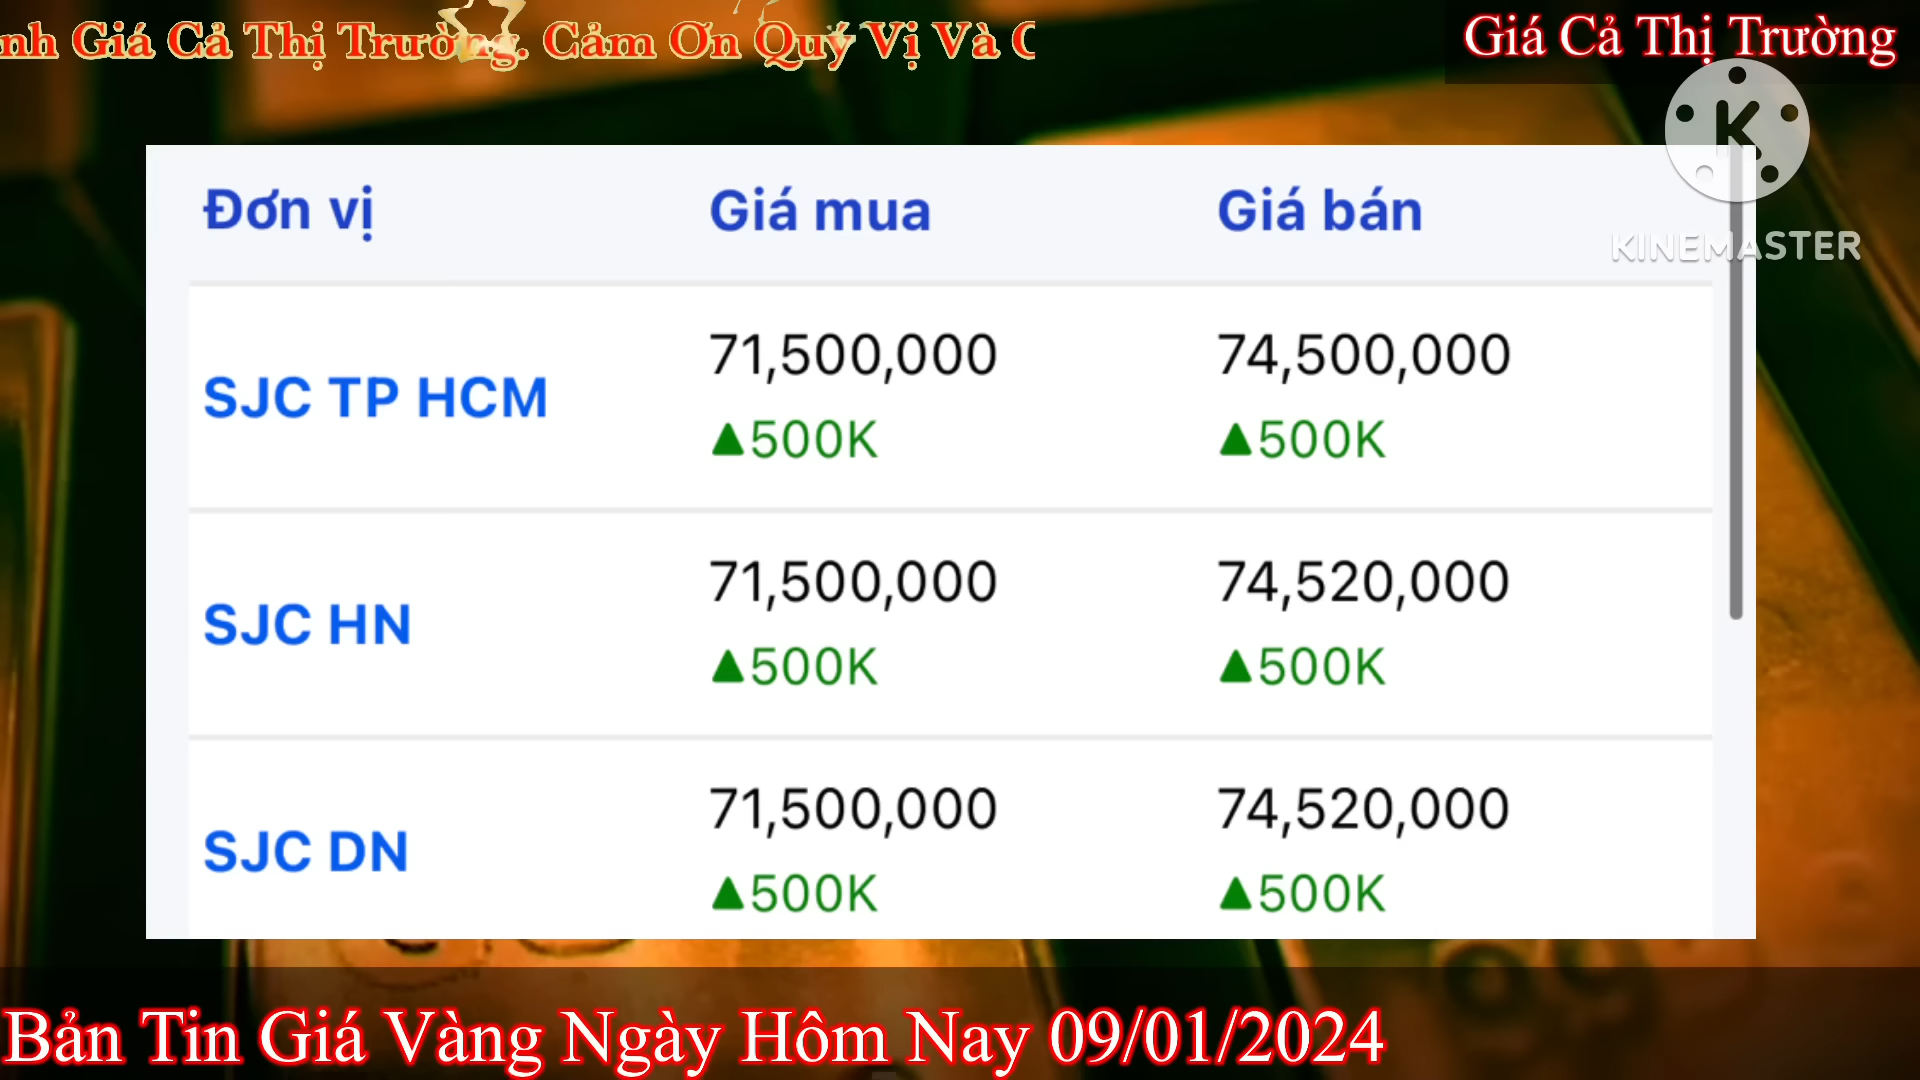 nh Giá Cả Thị Trường. Cảm Ơn Quý Vị Và
Giá Cả Thị Trường
K
KINEMASTER
Đơn vị Giá mua Giá bán
SJC TP HCM 71,500,000 74,500,000
▲500K ▲500K
SJC HN 71,500,000 74,520,000
▲500K ▲500K
SJC DN 71,500,000 74,520,000
▲500K ▲500K
Bản Tin Giá Vàng Ngày Hôm Nay 09/01/2024